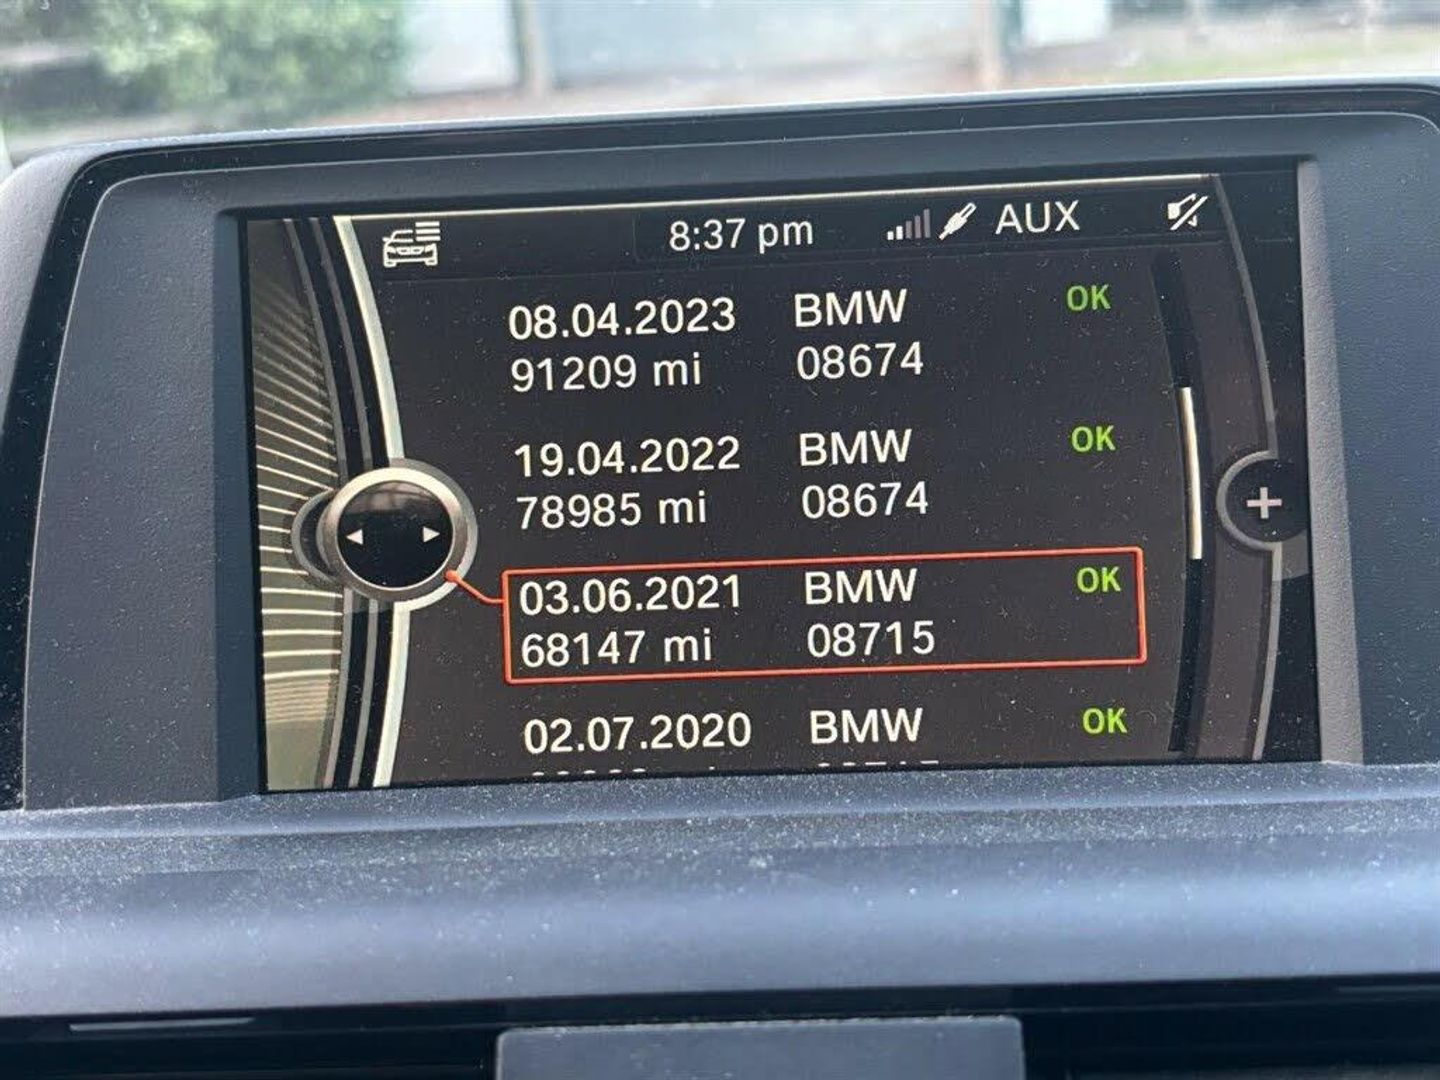 8:37 pm AUX
08.04.2023 BMW OK
91209 mi 08674
19.04.2022 BMW OK
78985 mi 08674
03.06.2021 BMW OK
68147 mi 08715
02.07.2020 BMW OK